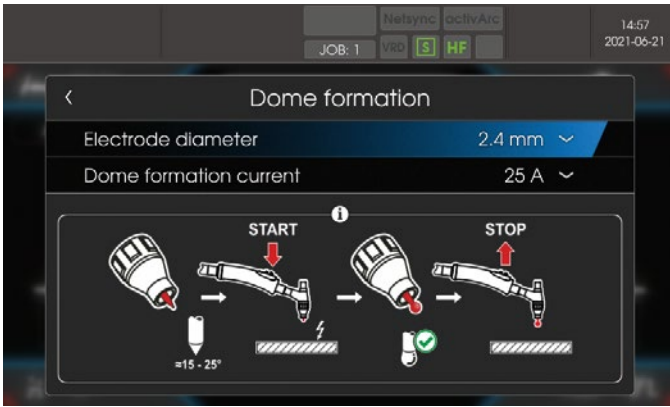 Netsync activArc
14:57
JOB: 1 VRD S HF
2021-06-21
Dome formation
Electrode diameter 2.4 mm
Dome formation current 25 A
START STOP
≈15 - 25°